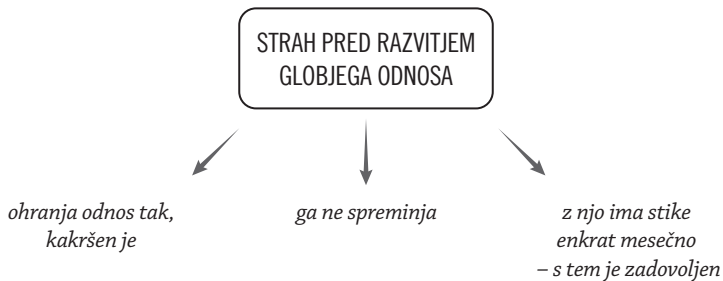 STRAH PRED RAZVITJEM
GLOBJEGA ODNOSA
ohranja odnos tak,
kakršen je
ga ne spreminja
z njo ima stike
enkrat mesečno
– s tem je zadovoljen